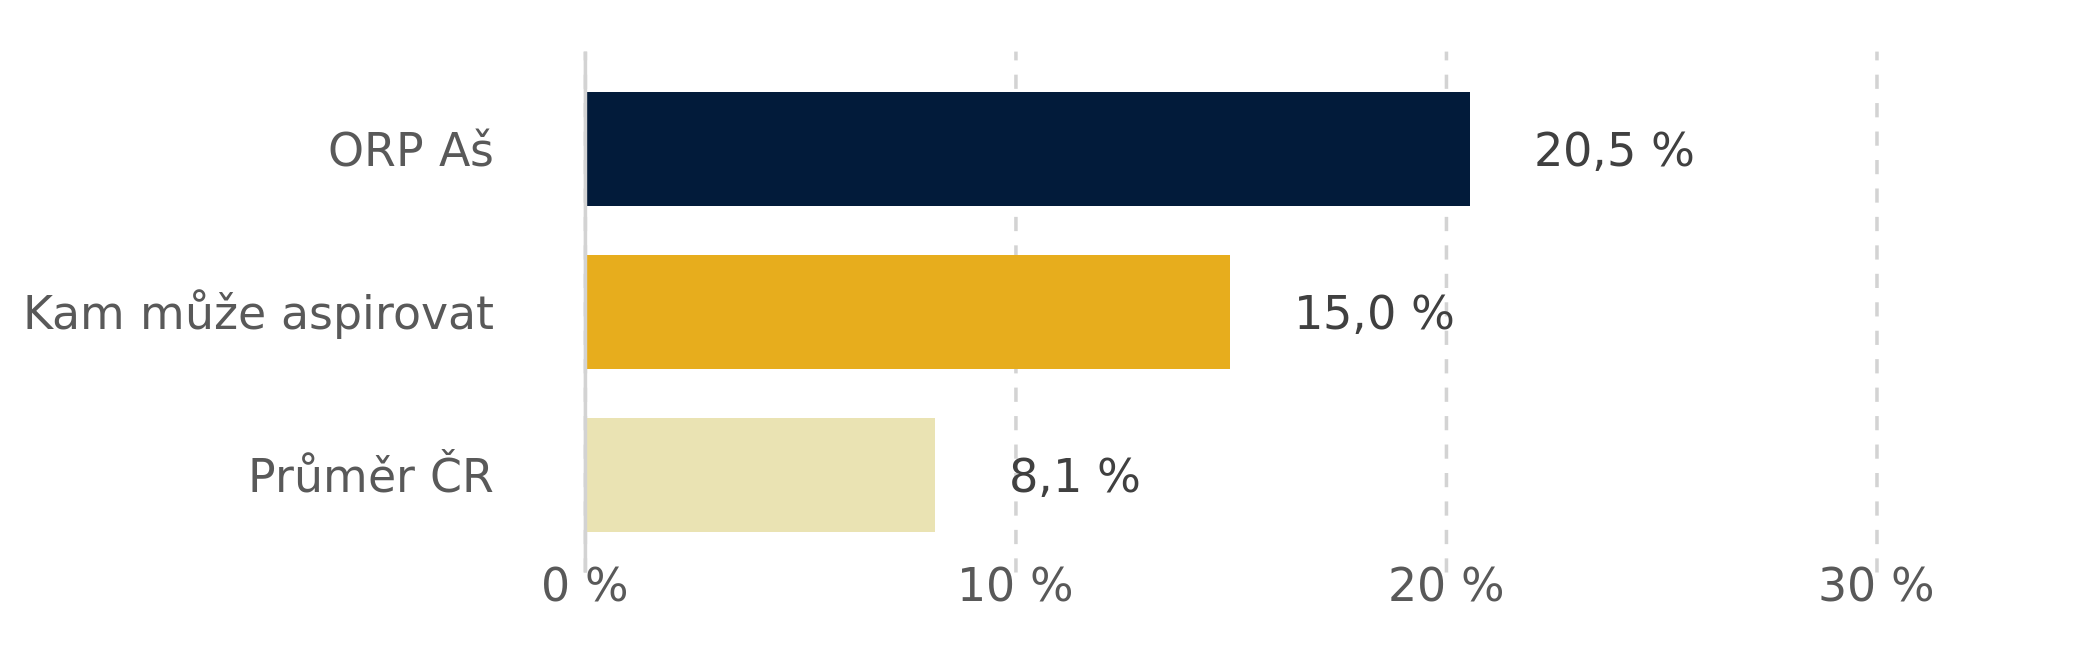 ORP Aš 20,5 %
Kam může aspirovat 15,0 %
Průměr ČR 8,1 %
0 % 10 % 20 % 30 %